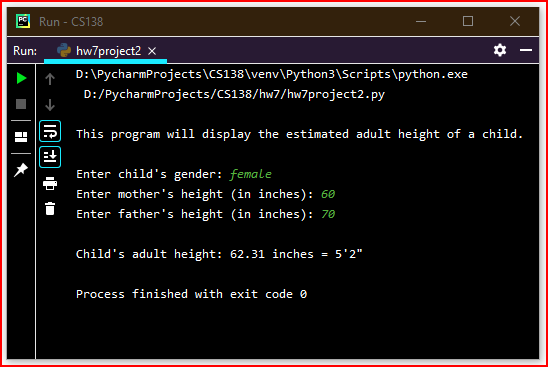 PC
Run - CS138
Run: hw7project2
D:\PycharmProjects\CS138\venv\Python3\Scripts\python.exe
D:/PycharmProjects/CS138/hw7/hw7project2.py
This program will display the estimated adult height of a child.
Enter child's gender: female
Enter mother's height (in inches): 60
Enter father's height (in inches): 70
Child's adult height: 62.31 inches = 5'2"
Process finished with exit code 0